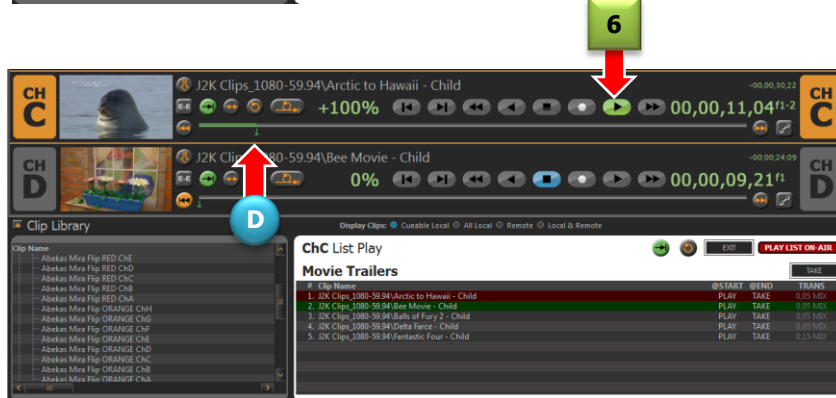 6
CH
C
J2K Clips_1080-59.94\Arctic to Hawaii - Child
-00,00,30,22
E-E
+100%
00,00,11,04 f1-2
CH
C
CH
D
J2K Clips_1080-59.94\Bee Movie - Child
-00,00,24,09
E-E
0%
00,00,09,21 f1
CH
D
D
Clip Library
Display Clips: Cueable Local All Local Remote Local & Remote
Clip Name
Abekas Mira Flip RED ChE
Abekas Mira Flip RED ChD
Abekas Mira Flip RED ChC
Abekas Mira Flip RED ChB
Abekas Mira Flip RED ChA
Abekas Mira Flip ORANGE ChH
Abekas Mira Flip ORANGE ChG
Abekas Mira Flip ORANGE ChF
Abekas Mira Flip ORANGE ChE
Abekas Mira Flip ORANGE ChD
Abekas Mira Flip ORANGE ChC
Abekas Mira Flip ORANGE ChB
Abekas Mira Flip ORANGE ChA
ChC List Play
EXIT
PLAY LIST ON-AIR
Movie Trailers
TAKE
# Clip Name @START @END TRANS
1. J2K Clips_1080-59.94\Arctic to Hawaii - Child PLAY TAKE 0,05 MIX
2. J2K Clips_1080-59.94\Bee Movie - Child PLAY TAKE 0,05 MIX
3. J2K Clips_1080-59.94\Balls of Fury 2 - Child PLAY TAKE 0,05 MIX
4. J2K Clips_1080-59.94\Delta Farce - Child PLAY TAKE 0,05 MIX
5. J2K Clips_1080-59.94\Fantastic Four - Child PLAY TAKE 0,15 MIX